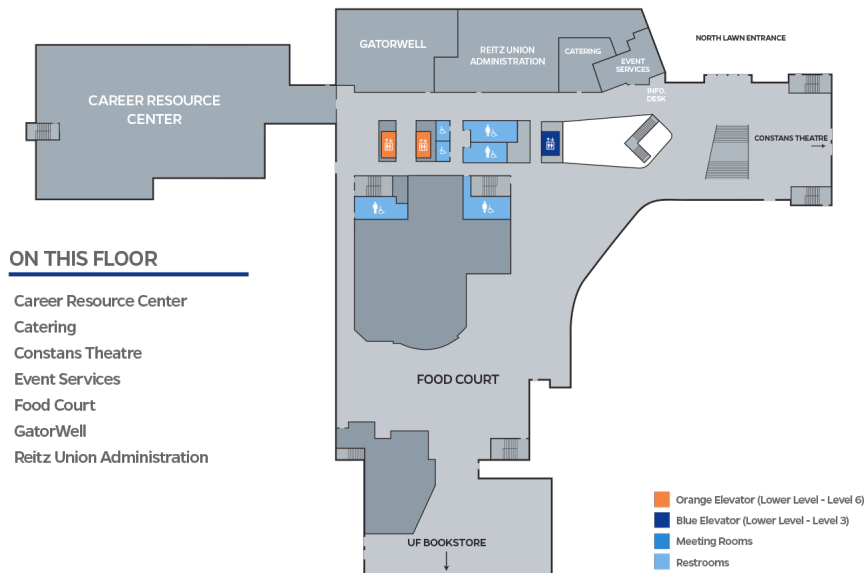 GATORWELL
REITZ UNION
ADMINISTRATION
CATERING
EVENT
SERVICES
NORTH LAWN ENTRANCE
INFO.
DESK
CAREER RESOURCE
CENTER
CONSTANS THEATRE
ON THIS FLOOR
Career Resource Center
Catering
Constans Theatre
Event Services
Food Court
GatorWell
Reitz Union Administration
FOOD COURT
UF BOOKSTORE
Orange Elevator (Lower Level - Level 6)
Blue Elevator (Lower Level - Level 3)
Meeting Rooms
Restrooms